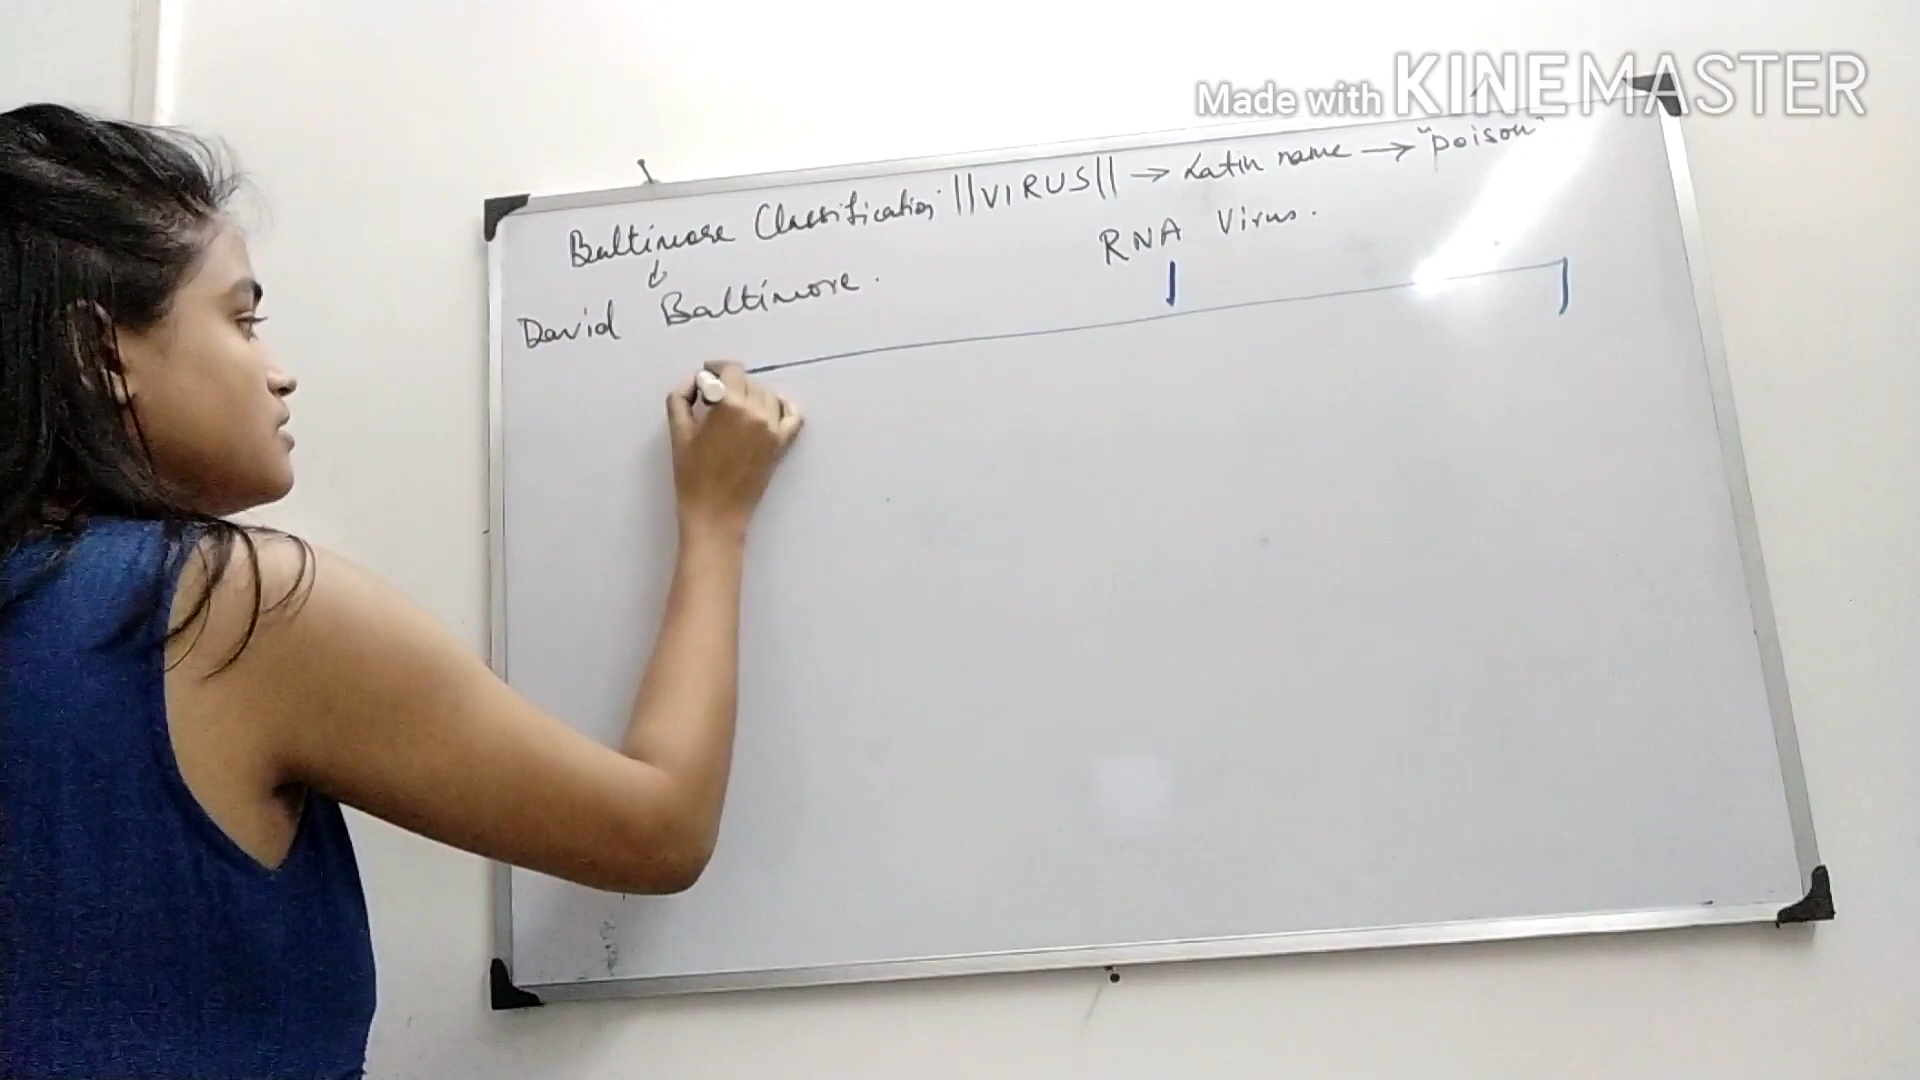 Made with KINEMASTER
Baltimore Classification ||VIRUS|| → Latin name → "poison"
David Baltimore.
RNA Virus.